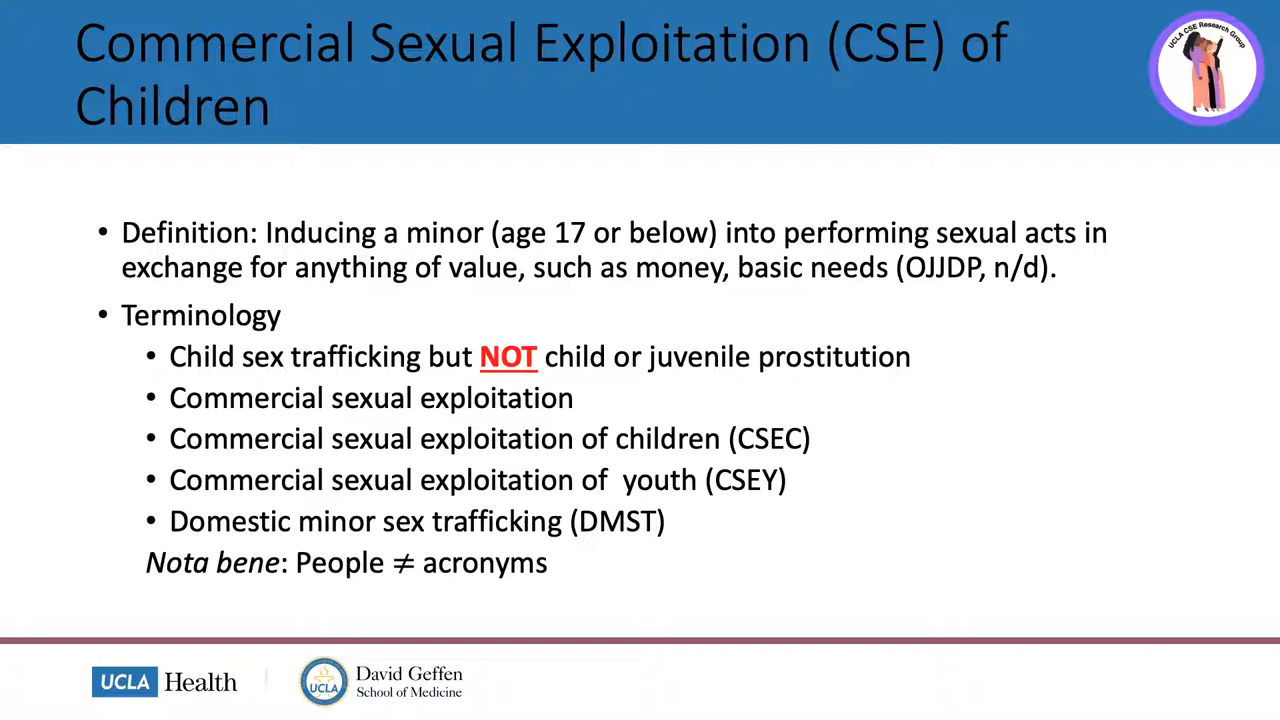 Commercial Sexual Exploitation (CSE) of
Children
UCLA CSE Research Group
• Definition: Inducing a minor (age 17 or below) into performing sexual acts in
exchange for anything of value, such as money, basic needs (OJJDP, n/d).
• Terminology
• Child sex trafficking but NOT child or juvenile prostitution
• Commercial sexual exploitation
• Commercial sexual exploitation of children (CSEC)
• Commercial sexual exploitation of  youth (CSEY)
• Domestic minor sex trafficking (DMST)
Nota bene: People ≠ acronyms
UCLA Health
UCLA
David Geffen
School of Medicine